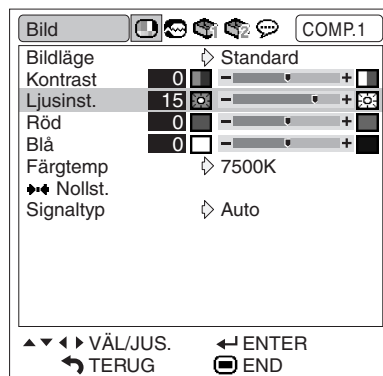 Bild COMP.1
Bildläge Standard
Kontrast 0 − +
Ljusinst. 15 − +
Röd 0 − +
Blå 0 − +
Färgtemp 7500K
Nollst.
Signaltyp Auto
VÄL/JUS. ENTER
TERUG END